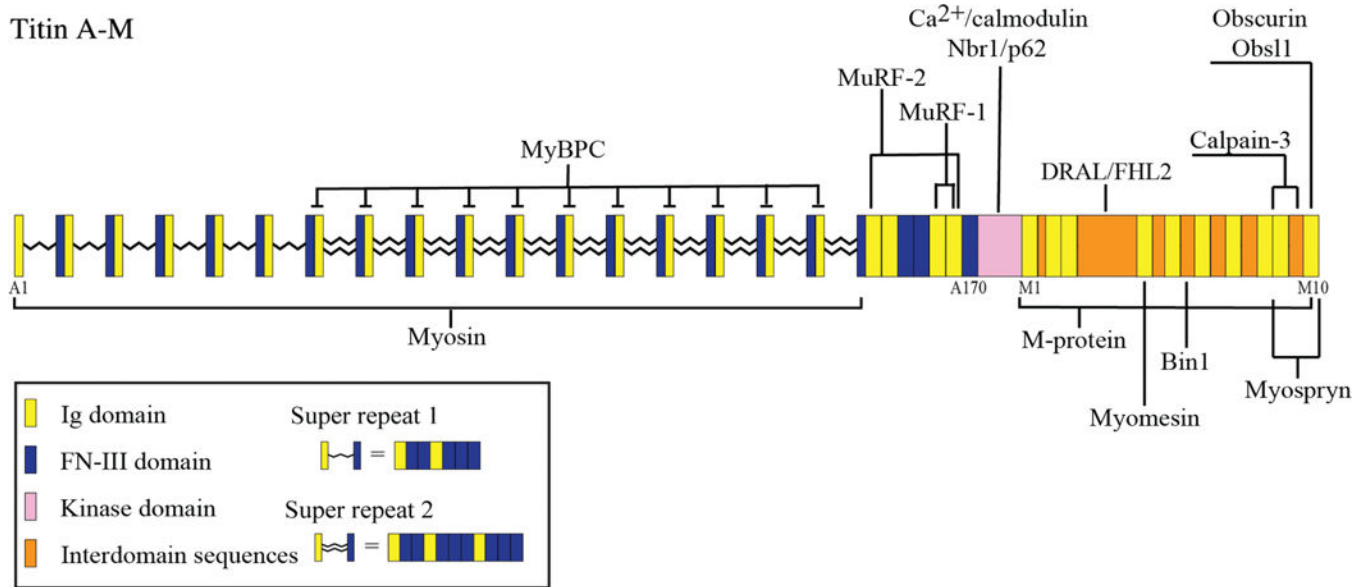 Titin A-M
Ca2+/calmodulin
Nbr1/p62
Obscurin
Obsl1
MuRF-2
MuRF-1
MyBPC
Calpain-3
DRAL/FHL2
A1
A170
M1
M10
Myosin
M-protein
Bin1
Myomesin
Myospryn
Ig domain
FN-III domain
Kinase domain
Interdomain sequences
Super repeat 1
=
Super repeat 2
=